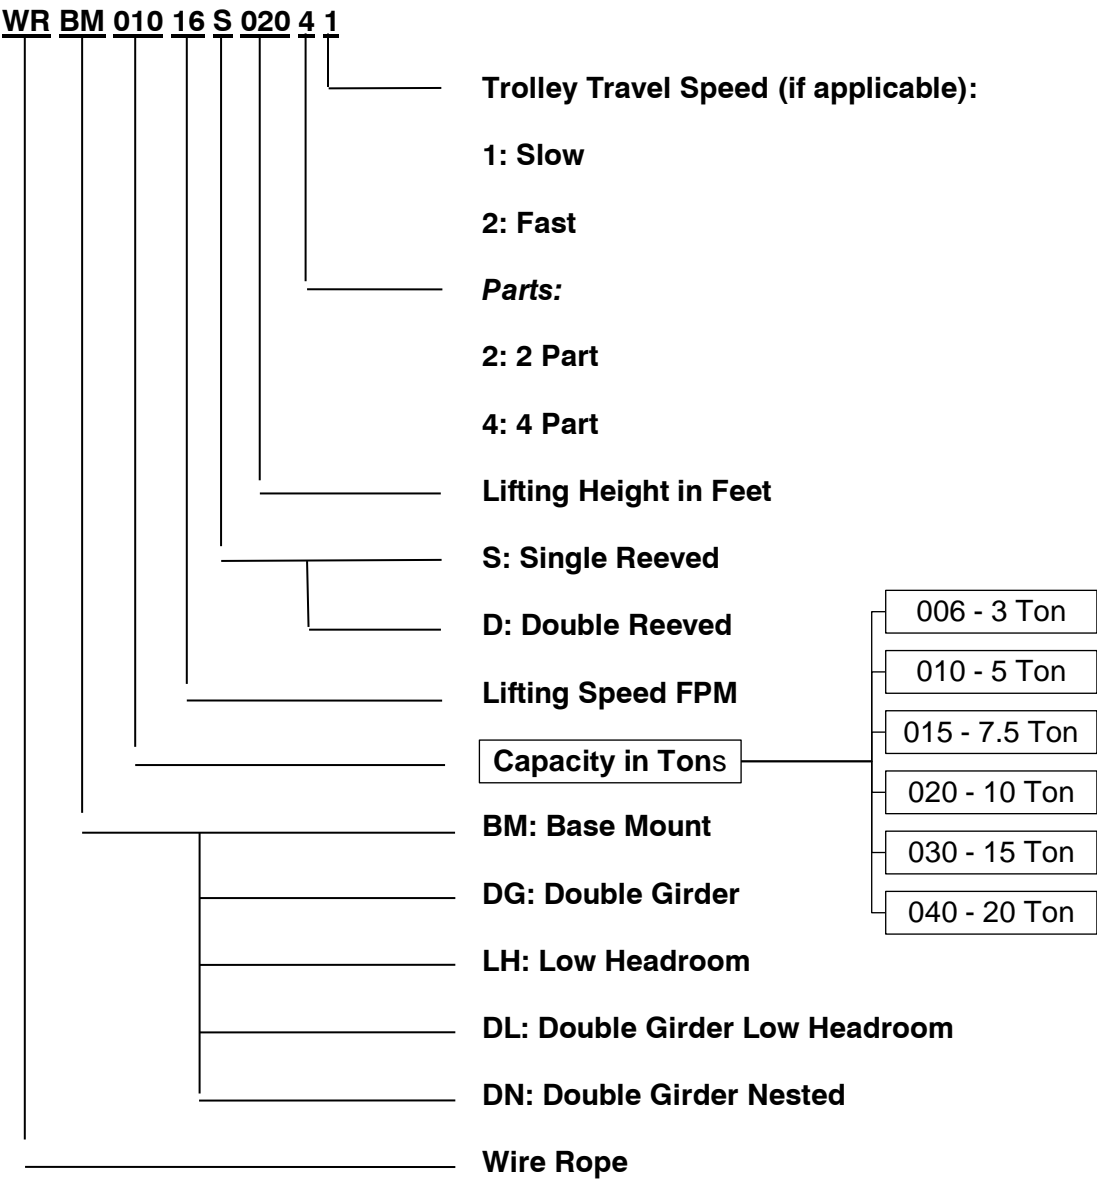 WR BM 010 16 S 020 4 1
Trolley Travel Speed (if applicable):
1: Slow
2: Fast
Parts:
2: 2 Part
4: 4 Part
Lifting Height in Feet
S: Single Reeved
D: Double Reeved
Lifting Speed FPM
Capacity in Tons
006 - 3 Ton
010 - 5 Ton
015 - 7.5 Ton
020 - 10 Ton
030 - 15 Ton
040 - 20 Ton
BM: Base Mount
DG: Double Girder
LH: Low Headroom
DL: Double Girder Low Headroom
DN: Double Girder Nested
Wire Rope